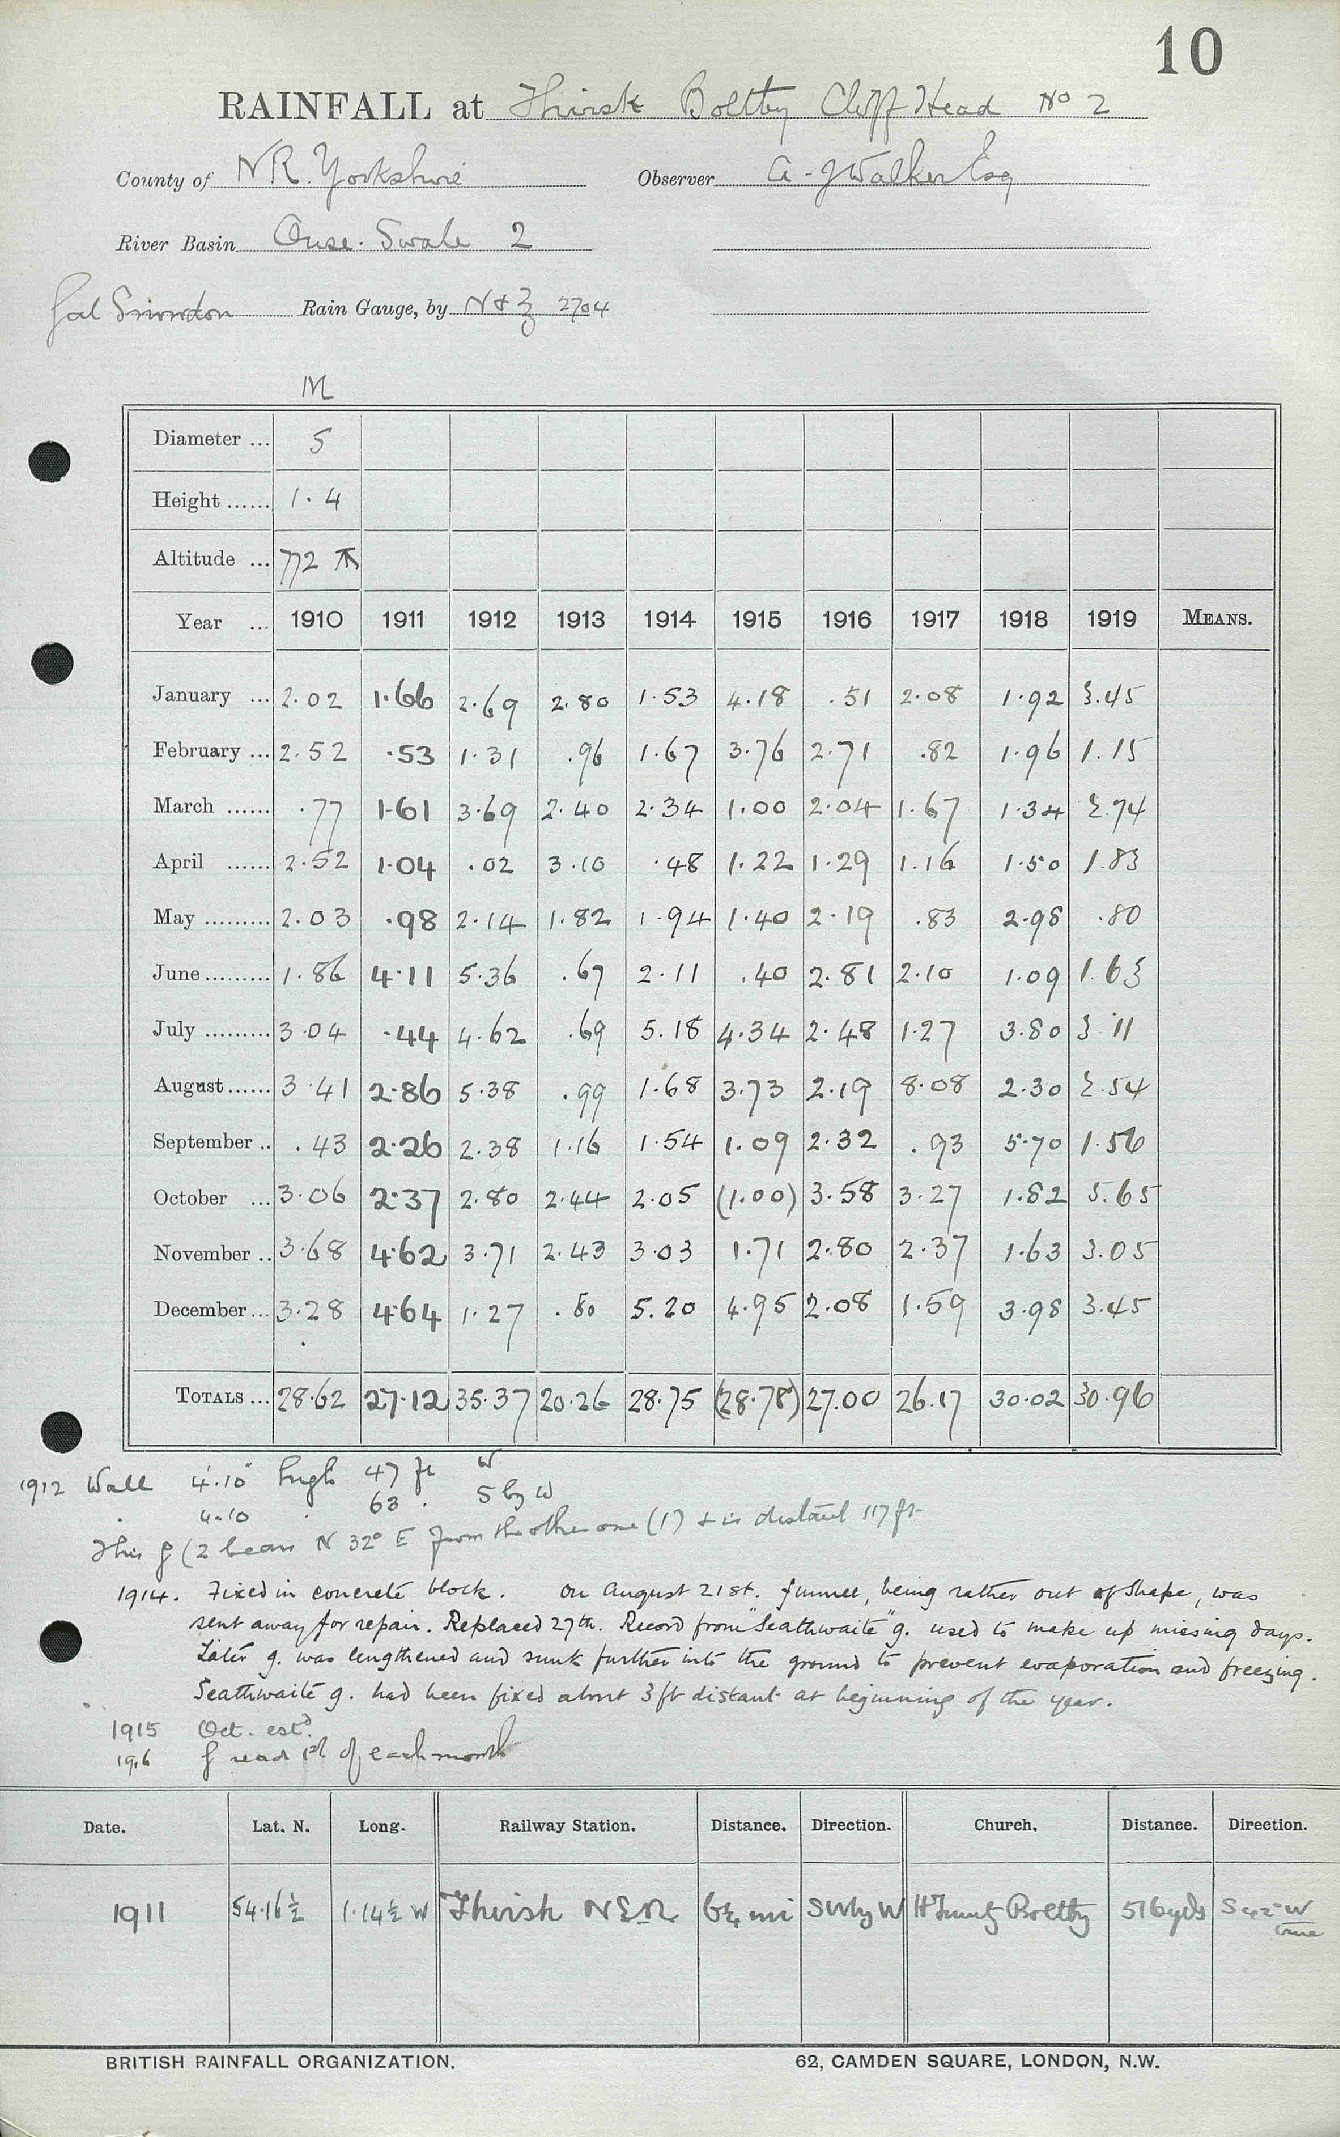 10
RAINFALL at Thirsk Boltby Cliff Head No 2
County of N.R. Yorkshire Observer A. J Walker Esq
River Basin Ouse. Swale 2
Gal Snowdon Rain Gauge, by N & Z 2704
M
Diameter ... 5
Height ...... 1.4
Altitude ... 772
Year ... 1910 1911 1912 1913 1914 1915 1916 1917 1918 1919 MEANS.
January ... 2.02 1.66 2.69 2.80 1.53 4.18 .51 2.08 1.92 3.45
February ... 2.52 .53 1.31 .96 1.67 3.76 2.71 .82 1.96 1.15
March ...... .77 1.61 3.69 2.40 2.34 1.00 2.04 1.67 1.34 2.74
April ...... 2.52 1.04 .02 3.10 .48 1.22 1.29 1.16 1.50 1.83
May ......... 2.03 .98 2.14 1.82 1.94 1.40 2.19 .83 2.98 .80
June ......... 1.86 4.11 5.36 .67 2.11 .40 2.81 2.10 1.09 1.63
July ......... 3.04 .44 4.62 .69 5.18 4.34 2.48 1.27 3.80 3.11
August ...... 3.41 2.86 5.38 .99 1.68 3.73 2.19 8.08 2.30 2.54
September .. .43 2.26 2.38 1.16 1.54 1.09 2.32 .93 5.70 1.56
October ... 3.06 2.37 2.80 2.44 2.05 (1.00) 3.58 3.27 1.82 5.65
November .. 3.68 4.62 3.71 2.43 3.03 1.71 2.80 2.37 1.63 3.05
December ... 3.28 4.64 1.27 .80 5.20 4.95 2.08 1.59 3.98 3.45
TOTALS ... 28.62 27.12 35.37 20.26 28.75 (28.78) 27.00 26.17 30.02 30.96
1912 Wall 4.10" high 47 ft W
. 4.10 . 63 . S by W
This g (2 bears N 32° E from the other one (1) & is distant 117 ft
1914. Fixed in concrete block. On August 21st. funnel, being rather out of shape, was
sent away for repair. Replaced 27th. Record from "Seathwaite" g. used to make up missing days.
Later g. was lengthened and sunk further into the ground to prevent evaporation and freezing.
Seathwaite g. had been fixed about 3 ft distant at beginning of the year.
1915 Oct. estd.
1916 g read 1st of each month
Date. Lat. N. Long. Railway Station. Distance. Direction. Church. Distance. Direction.
1911 54.16½ 1.14½ W Thirsk N E R 6¼ mi SW by W Hy Trinity Boltby 516 yds S 42° W
true
BRITISH RAINFALL ORGANIZATION. 62, CAMDEN SQUARE, LONDON, N.W.